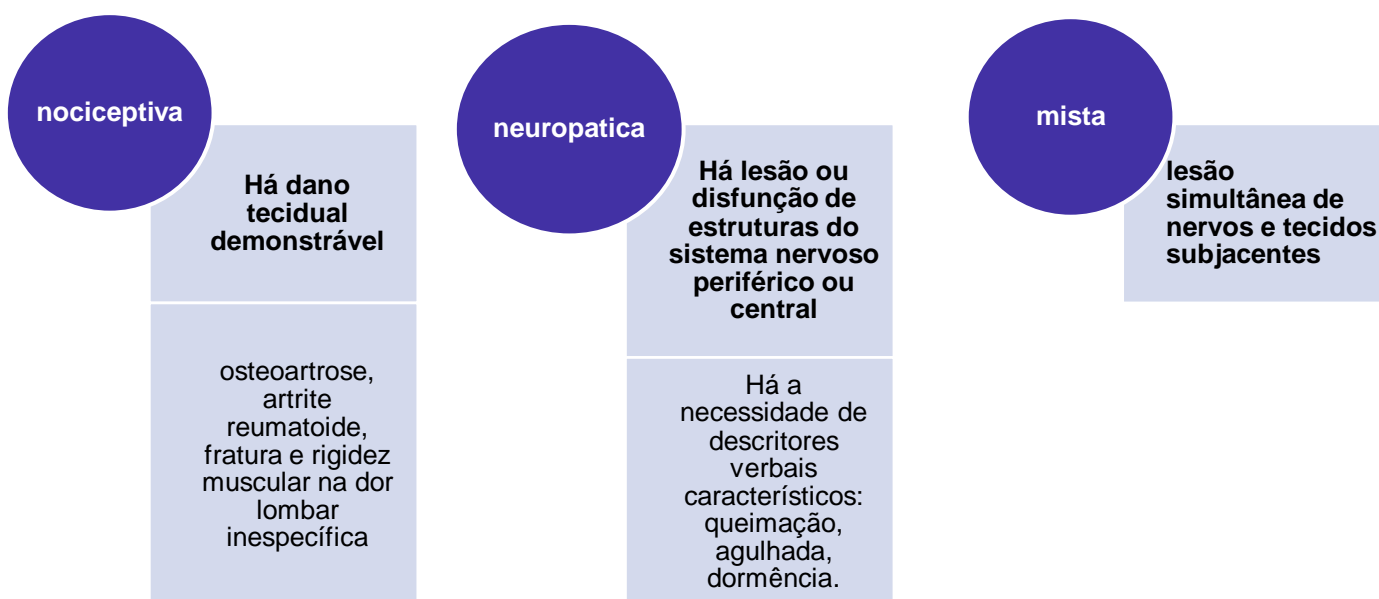 nociceptiva
Há dano
tecidual
demonstrável
osteoartrose,
artrite
reumatoide,
fratura e rigidez
muscular na dor
lombar
inespecífica
neuropatica
Há lesão ou
disfunção de
estruturas do
sistema nervoso
periférico ou
central
Há a
necessidade de
descritores
verbais
característicos:
queimação,
agulhada,
dormência.
mista
lesão
simultânea de
nervos e tecidos
subjacentes